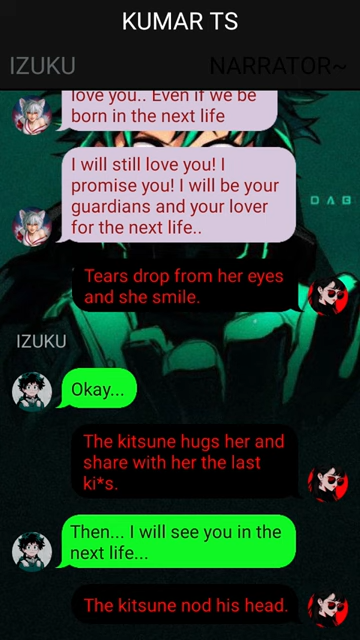 KUMAR TS
IZUKU
NARRATOR~
love you.. Even if we be
born in the next life
I will still love you! I
promise you! I will be your
guardians and your lover
for the next life..
DAB
Tears drop from her eyes
and she smile.
IZUKU
Okay...
The kitsune hugs her and
share with her the last
ki*s.
Then... I will see you in the
next life...
The kitsune nod his head.